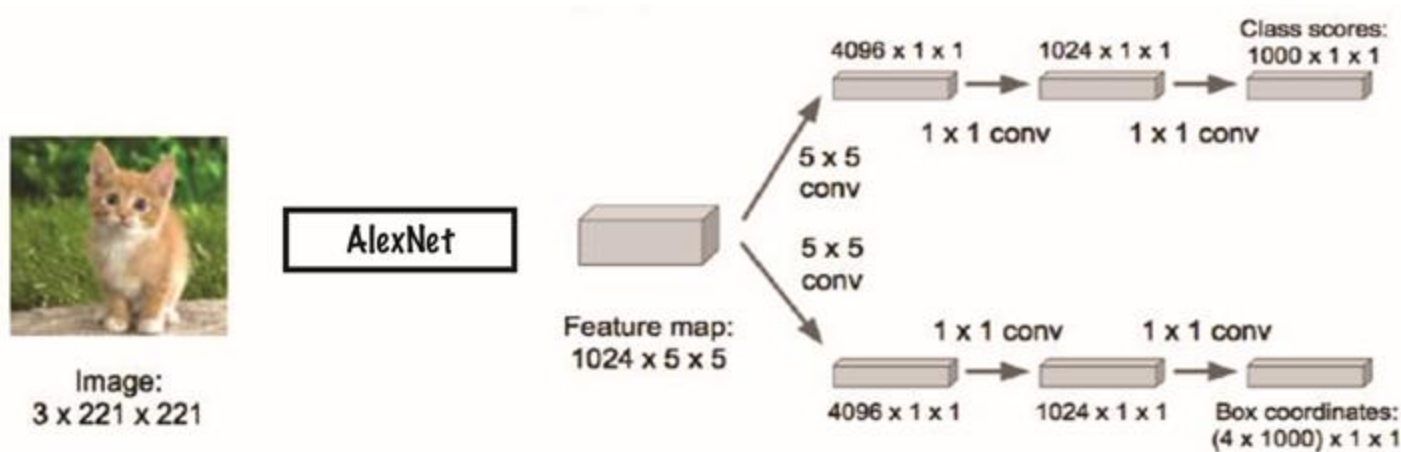 Image:
3 x 221 x 221
AlexNet
Feature map:
1024 x 5 x 5
5 x 5
conv
5 x 5
conv
4096 x 1 x 1
1024 x 1 x 1
Class scores:
1000 x 1 x 1
1 x 1 conv
1 x 1 conv
1 x 1 conv
1 x 1 conv
4096 x 1 x 1
1024 x 1 x 1
Box coordinates:
(4 x 1000) x 1 x 1